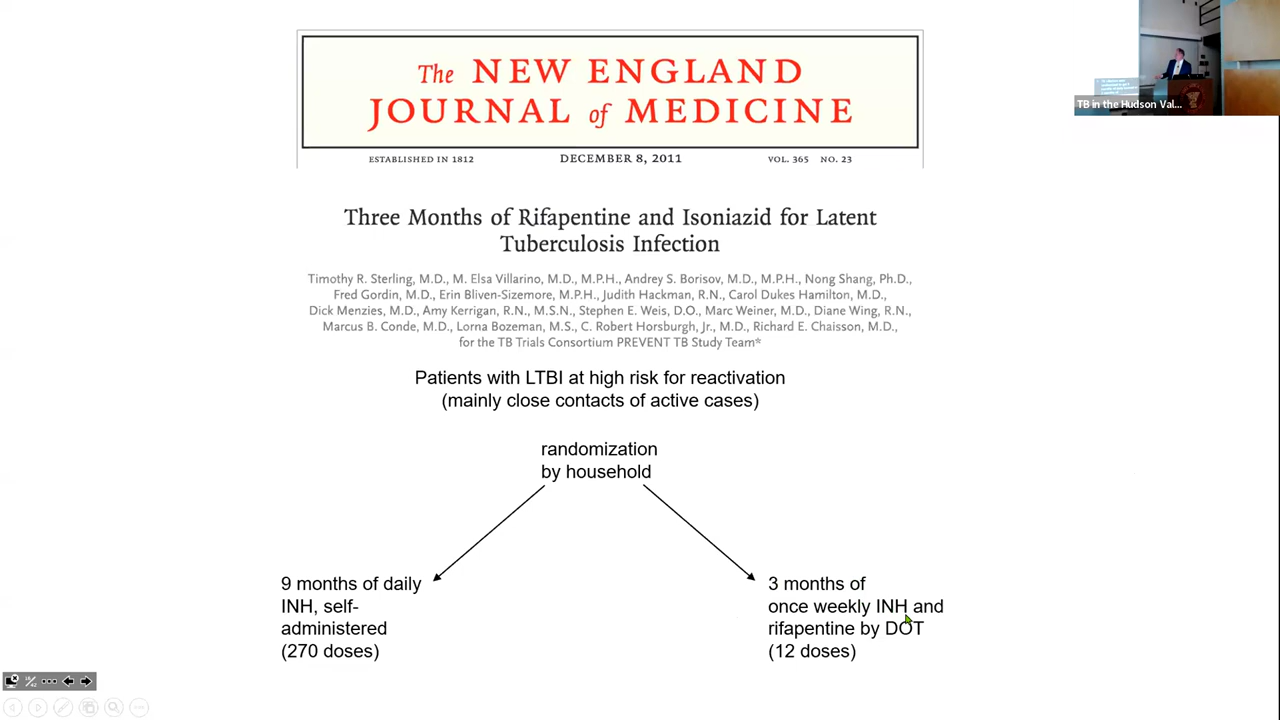 The NEW ENGLAND
JOURNAL of MEDICINE
ESTABLISHED IN 1812 DECEMBER 8, 2011 VOL. 365 NO. 23
Three Months of Rifapentine and Isoniazid for Latent
Tuberculosis Infection
Timothy R. Sterling, M.D., M. Elsa Villarino, M.D., M.P.H., Andrey S. Borisov, M.D., M.P.H., Nong Shang, Ph.D.,
Fred Gordin, M.D., Erin Bliven-Sizemore, M.P.H., Judith Hackman, R.N., Carol Dukes Hamilton, M.D.,
Dick Menzies, M.D., Amy Kerrigan, R.N., M.S.N., Stephen E. Weis, D.O., Marc Weiner, M.D., Diane Wing, R.N.,
Marcus B. Conde, M.D., Lorna Bozeman, M.S., C. Robert Horsburgh, Jr., M.D., Richard E. Chaisson, M.D.,
for the TB Trials Consortium PREVENT TB Study Team*
Patients with LTBI at high risk for reactivation
(mainly close contacts of active cases)
randomization
by household
9 months of daily
INH, self-
administered
(270 doses)
3 months of
once weekly INH and
rifapentine by DOT
(12 doses)
TB in the Hudson Val...